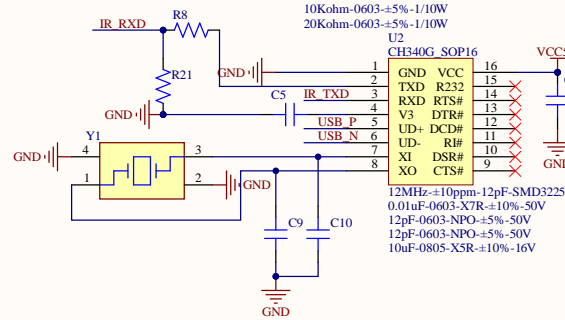 10Kohm-0603-±5%-1/10W
20Kohm-0603-±5%-1/10W
U2
CH340G_SOP16
R8
IR_RXD
R21
GND
C5
IR_TXD
GND
USB_P
USB_N
1 GND VCC 16
2 TXD R232 15
3 RXD RTS# 14
4 V3 DTR# 13
5 UD+ DCD# 12
6 UD- RI# 11
7 XI DSR# 10
8 XO CTS# 9
GND
Y1
GND
4 3
1 2
GND
C9 C10
GND
12MHz-±10ppm-12pF-SMD3225
0.01uF-0603-X7R-±10%-50V
12pF-0603-NPO-±5%-50V
12pF-0603-NPO-±5%-50V
10uF-0805-X5R-±10%-16V